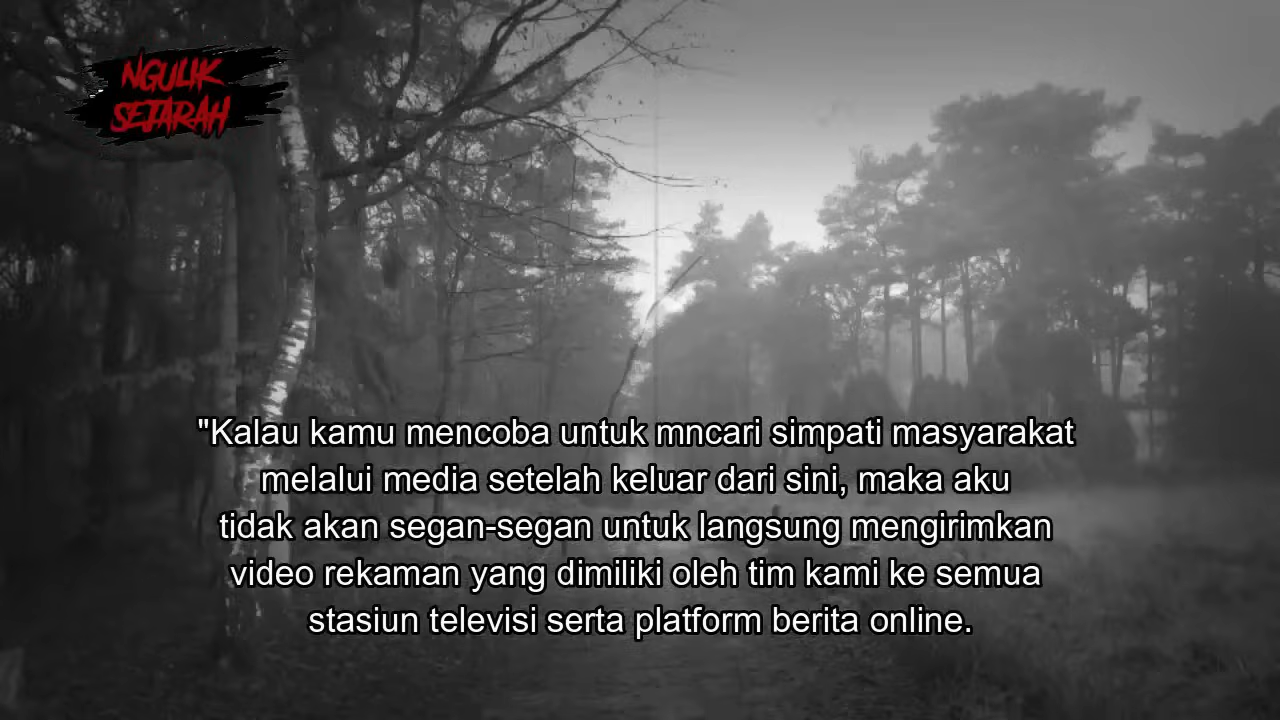 NGULIK
SEJARAH
"Kalau kamu mencoba untuk mncari simpati masyarakat
melalui media setelah keluar dari sini, maka aku
tidak akan segan-segan untuk langsung mengirimkan
video rekaman yang dimiliki oleh tim kami ke semua
stasiun televisi serta platform berita online.